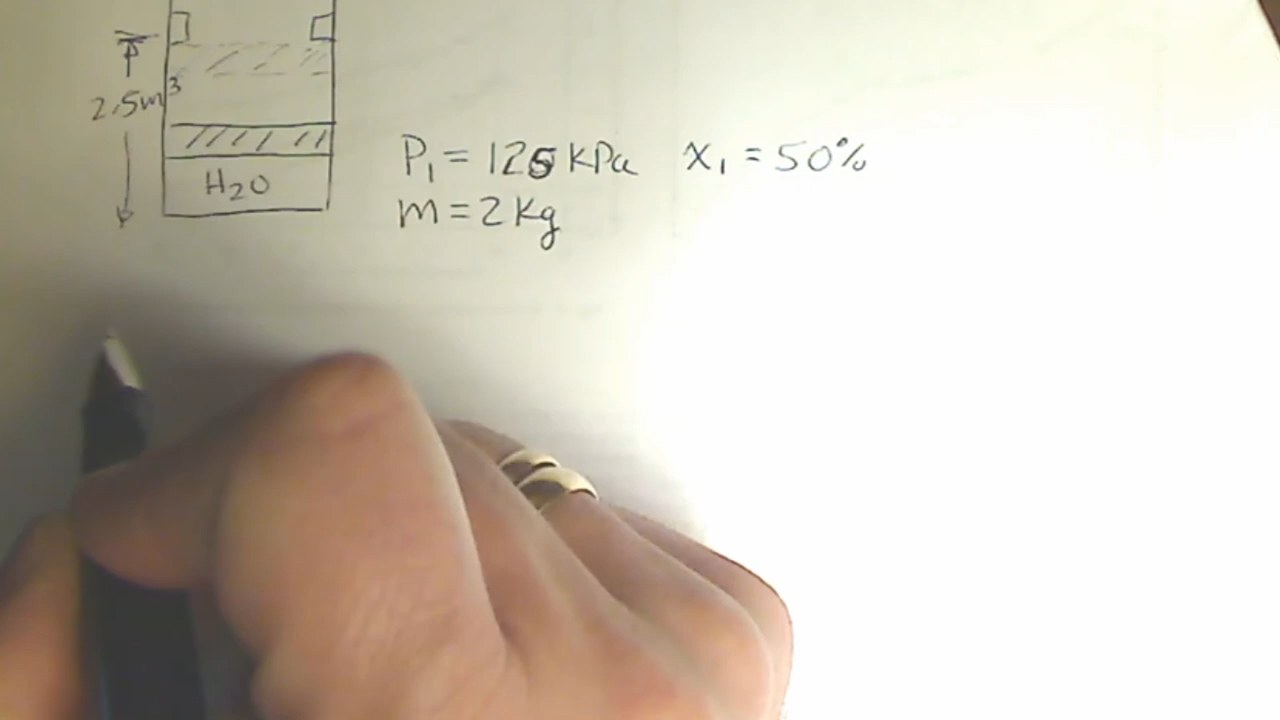 2.5m³
H₂O
P₁ = 125 kPa x₁ = 50%
m = 2 kg